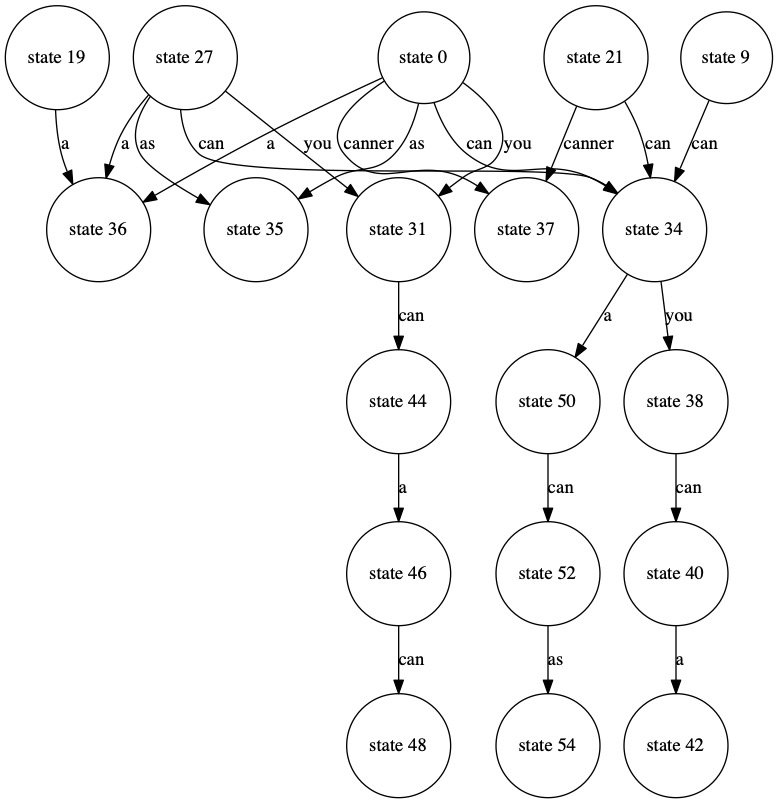 state 19
state 27
state 0
state 21
state 9
a
a
as
can
you
a
canner
as
can
you
canner
can
can
state 36
state 35
state 31
state 37
state 34
can
a
you
state 44
state 50
state 38
a
can
can
state 46
state 52
state 40
can
as
a
state 48
state 54
state 42